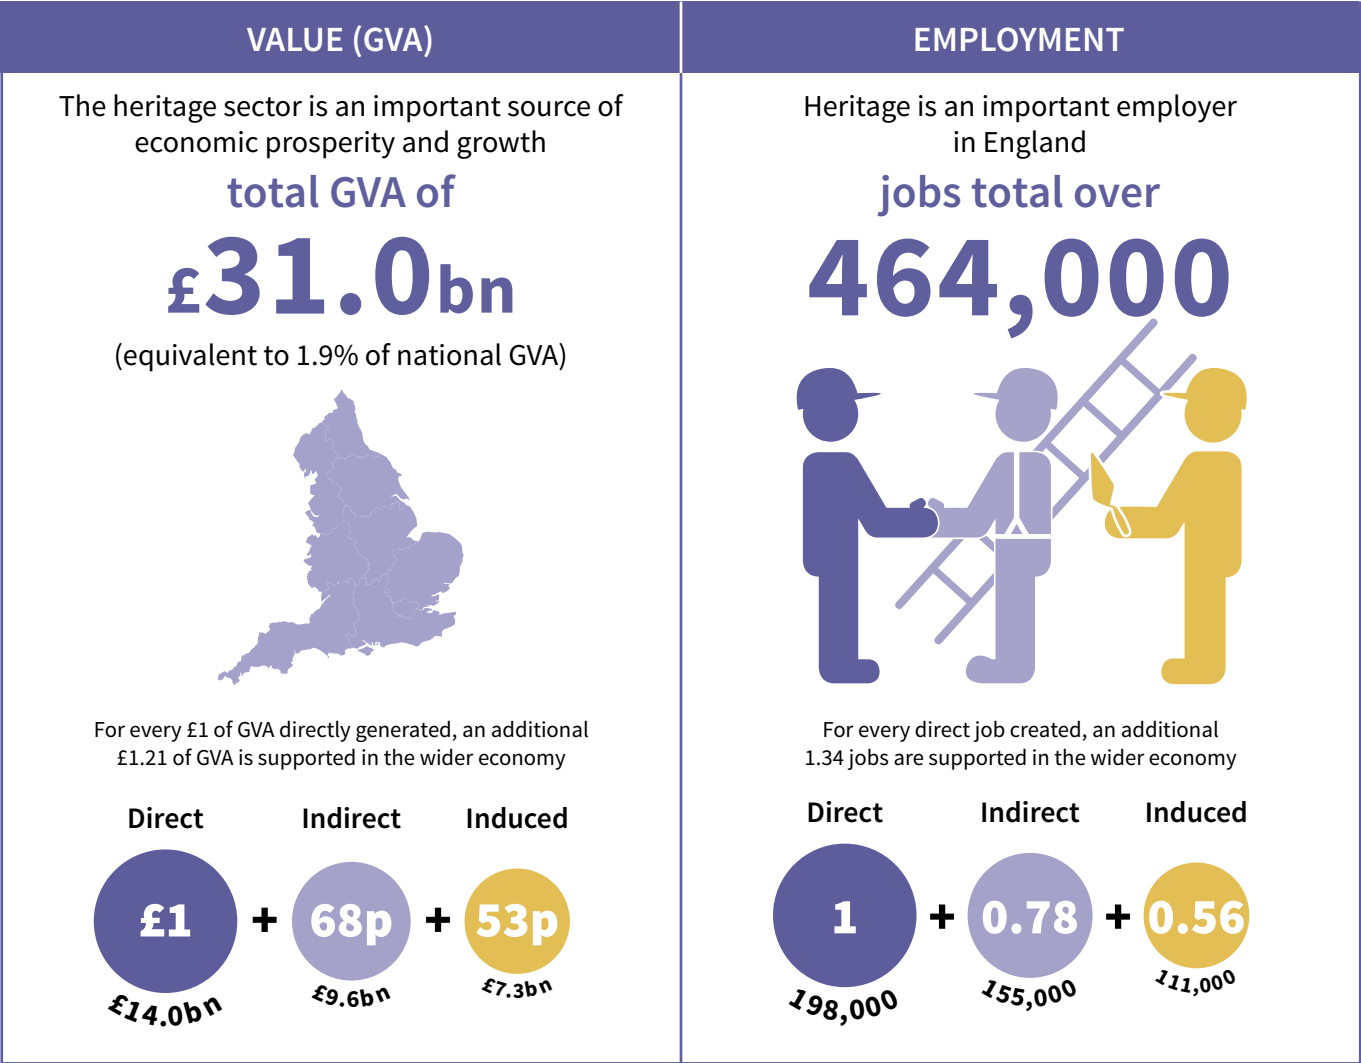 VALUE (GVA)
The heritage sector is an important source of
economic prosperity and growth
total GVA of
£31.0bn
(equivalent to 1.9% of national GVA)
For every £1 of GVA directly generated, an additional
£1.21 of GVA is supported in the wider economy
Direct Indirect Induced
£1 + 68p + 53p
£14.0bn £9.6bn £7.3bn
EMPLOYMENT
Heritage is an important employer
in England
jobs total over
464,000
For every direct job created, an additional
1.34 jobs are supported in the wider economy
Direct Indirect Induced
1 + 0.78 + 0.56
198,000 155,000 111,000